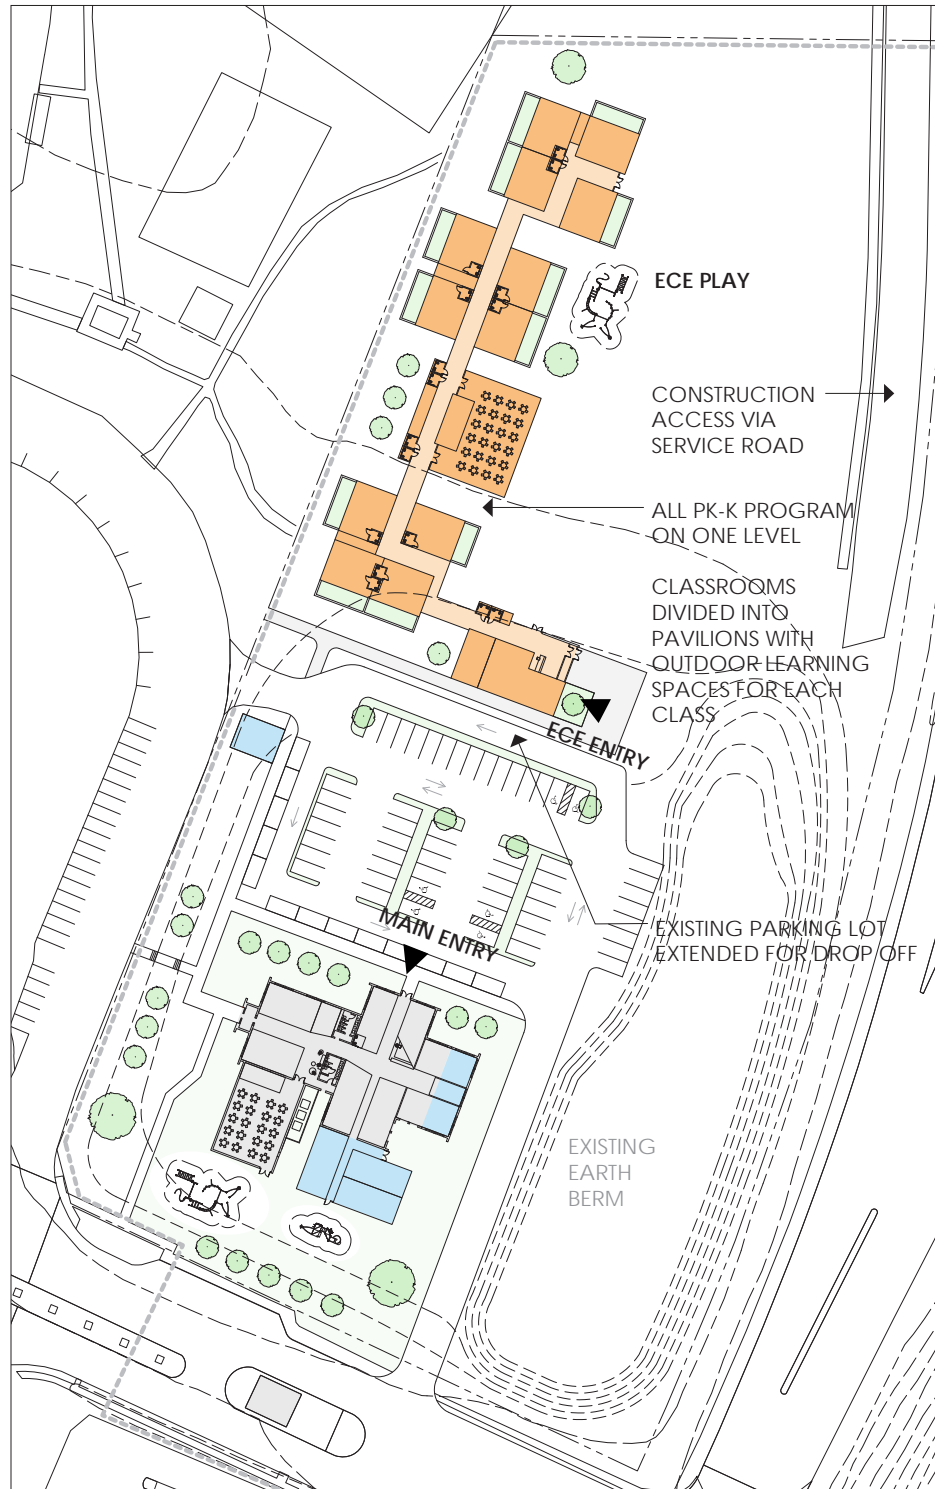 ECE PLAY
CONSTRUCTION
ACCESS VIA
SERVICE ROAD
ALL PK-K PROGRAM
ON ONE LEVEL
CLASSROOMS
DIVIDED INTO
PAVILIONS WITH
OUTDOOR LEARNING
SPACES FOR EACH
CLASS
ECE ENTRY
MAIN ENTRY
EXISTING PARKING LOT
EXTENDED FOR DROP OFF
EXISTING
EARTH
BERM